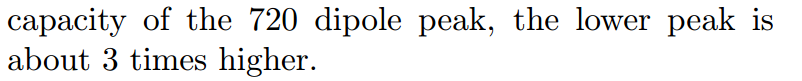 capacity of the 720 dipole peak, the lower peak is
about 3 times higher.